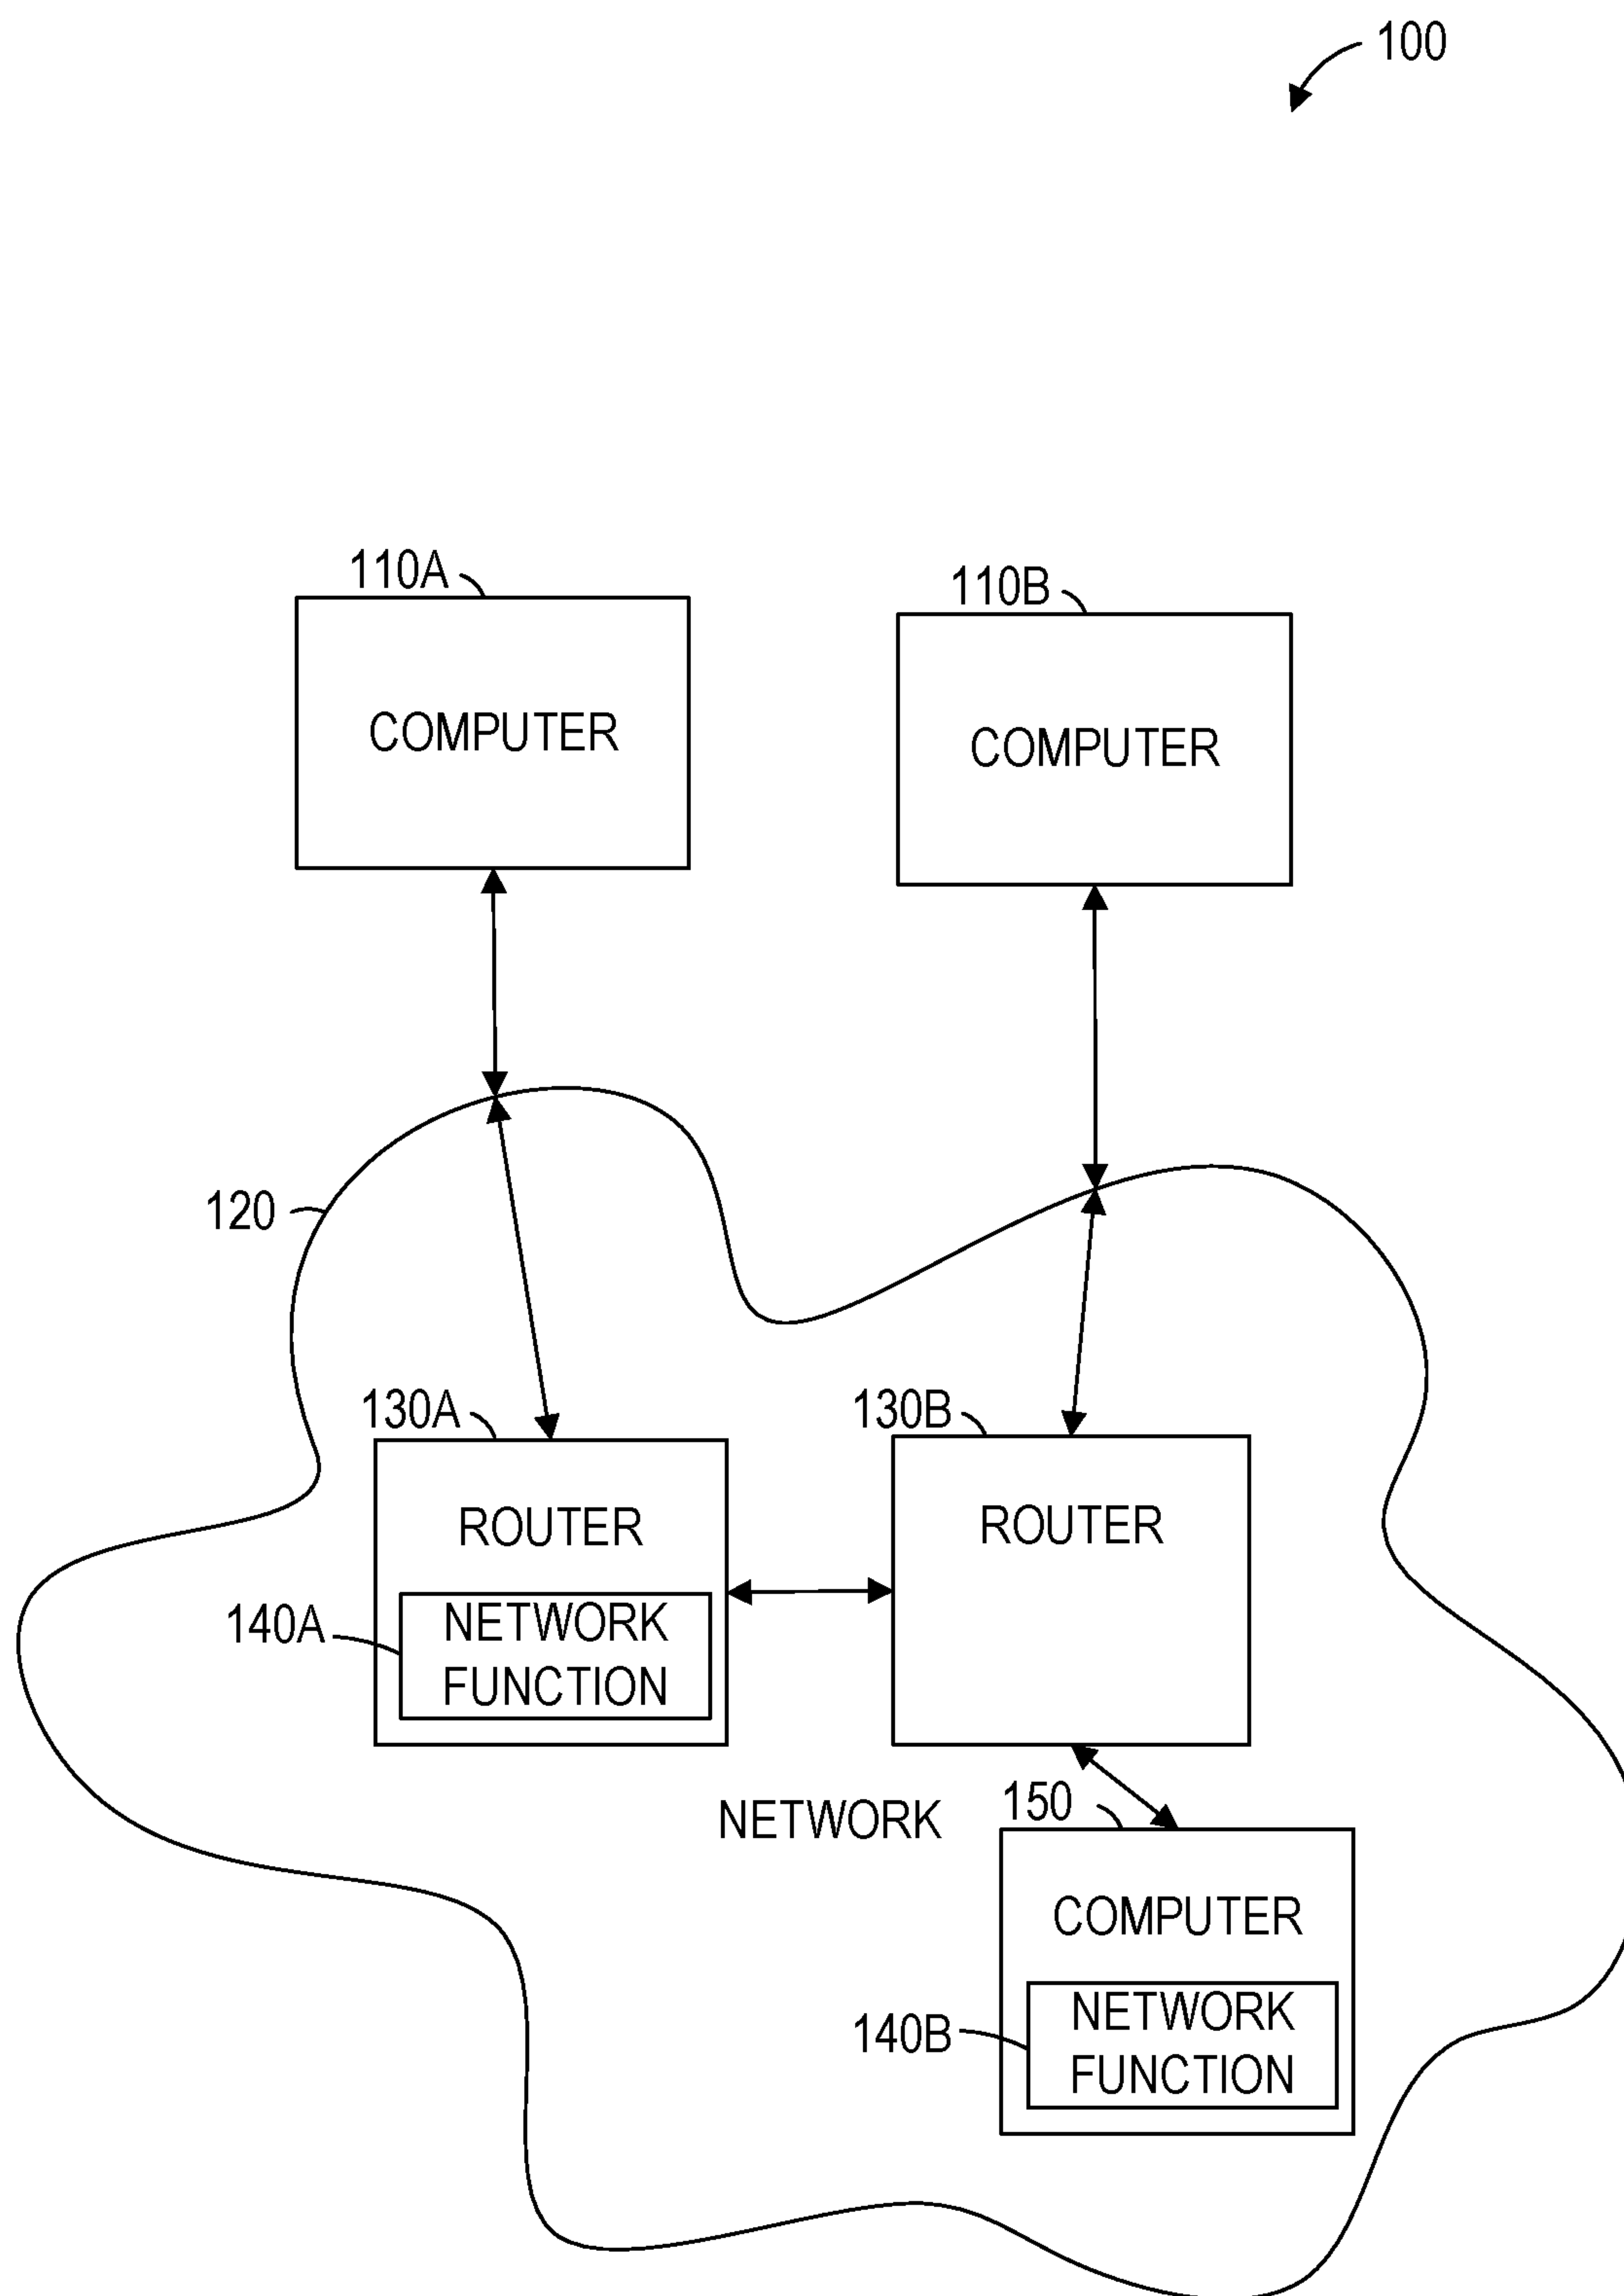 100
110A
110B
COMPUTER
COMPUTER
120
130A
130B
ROUTER
ROUTER
140A
NETWORK
FUNCTION
NETWORK
150
COMPUTER
140B
NETWORK
FUNCTION